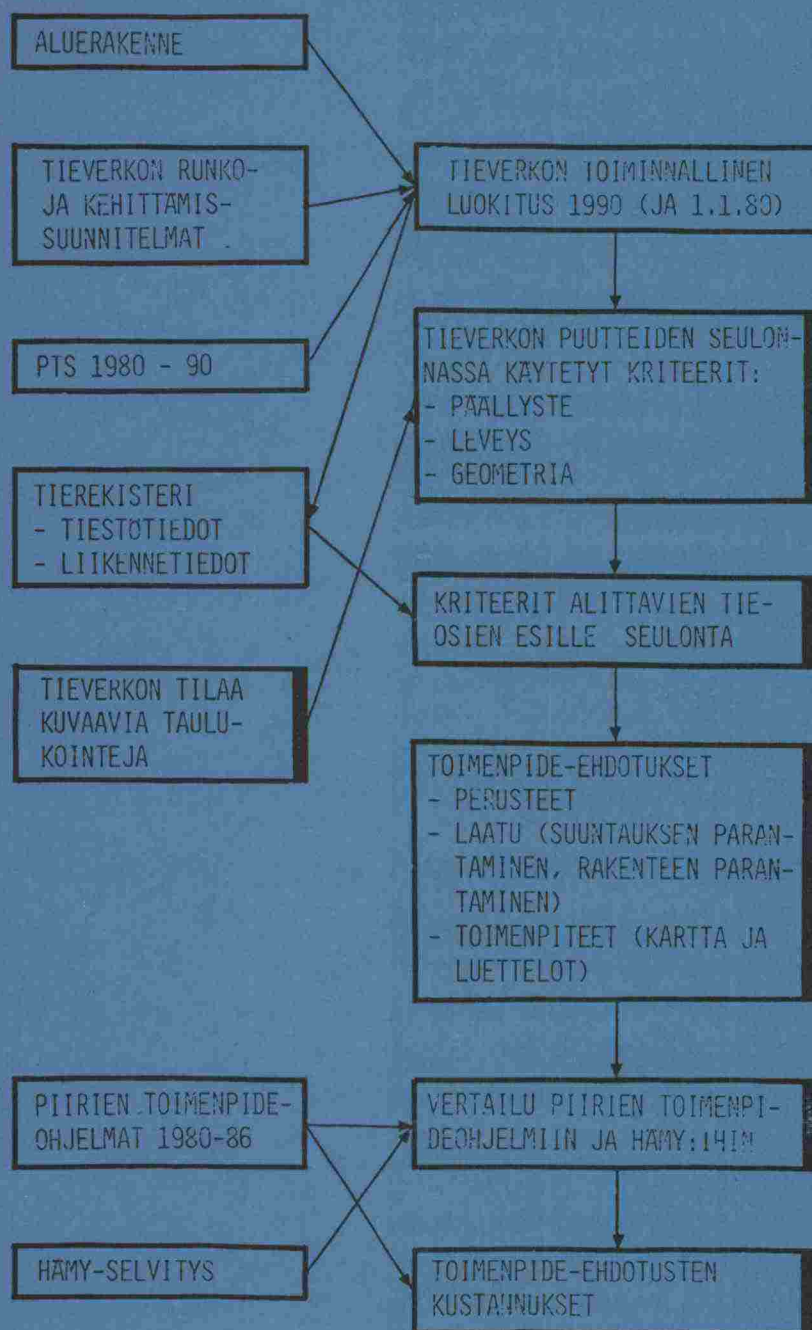 ALUERAKENNE
TIEVERKON RUNKO-
JA KEHITTÄMIS-
SUUNNITELMAT
PTS 1980 - 90
TIEREKISTERI
- TIESTÖTIEDOT
- LIIKENNETIEDOT
TIEVERKON TILAA
KUVAAVIA TAULU-
KOINTEJA
PIIRIEN TOIMENPIDE-
OHJELMAT 1980-86
HÄMY-SELVITYS
TIEVERKON TOIMINNALLINEN
LUOKITUS 1990 (JA 1.1.80)
TIEVERKON PUUTTEIDEN SEULON-
NASSA KÄYTETYT KRITEERIT:
- PÄÄLLYSTE
- LEVEYS
- GEOMETRIA
KRITEERIT ALITTAVIEN TIE-
OSIEN ESILLE SEULONTA
TOIMENPIDE-EHDOTUKSET
- PERUSTEET
- LAATU (SUUNTAUKSEN PARAN-
TAMINEN, RAKENTEEN PARAN-
TAMINEN)
- TOIMENPITEET (KARTTA JA
LUETTELOT)
VERTAILU PIIRIEN TOIMENPI-
DEOHJELMIIN JA HÄMY:IHIN
TOIMENPIDE-EHDOTUSTEN
KUSTANNUKSET